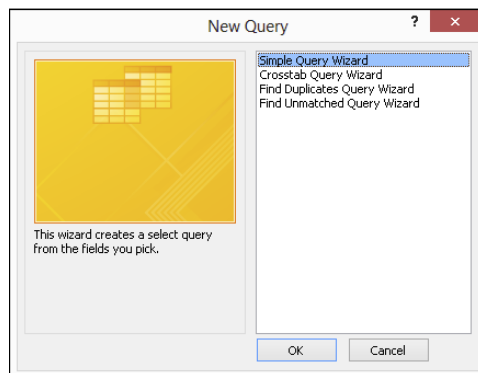 New Query
?
×
Simple Query Wizard
Crosstab Query Wizard
Find Duplicates Query Wizard
Find Unmatched Query Wizard
This wizard creates a select query
from the fields you pick.
OK
Cancel